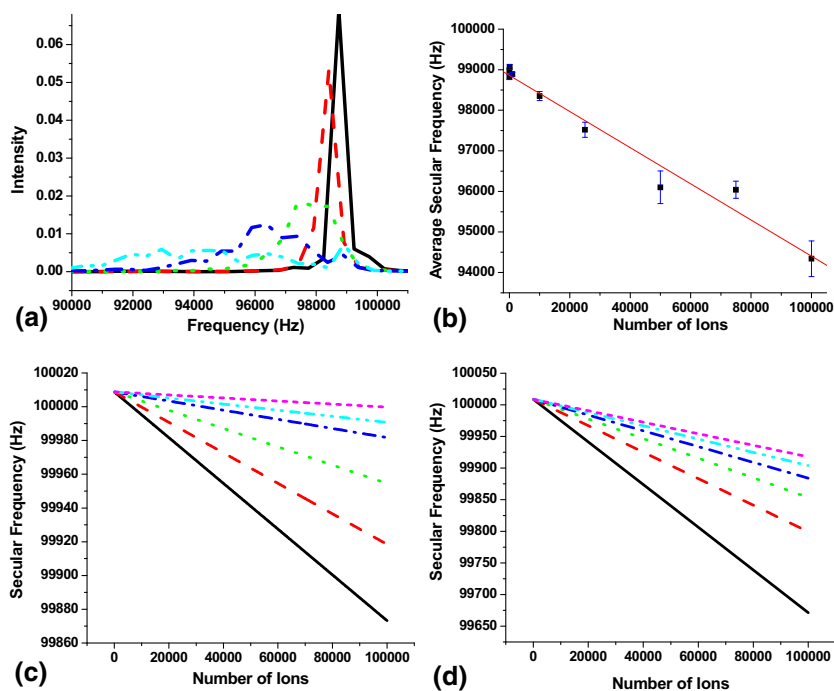 0.06
0.05
0.04
0.03
0.02
0.01
0.00
Intensity
90000 92000 94000 96000 98000 100000
Frequency (Hz)
(a)
100000
99000
98000
97000
96000
95000
94000
Average Secular Frequency (Hz)
0 20000 40000 60000 80000 100000
Number of Ions
(b)
100020
100000
99980
99960
99940
99920
99900
99880
99860
Secular Frequency (Hz)
0 20000 40000 60000 80000 100000
Number of Ions
(c)
100050
100000
99950
99900
99850
99800
99750
99700
99650
Secular Frequency (Hz)
0 20000 40000 60000 80000 100000
Number of Ions
(d)